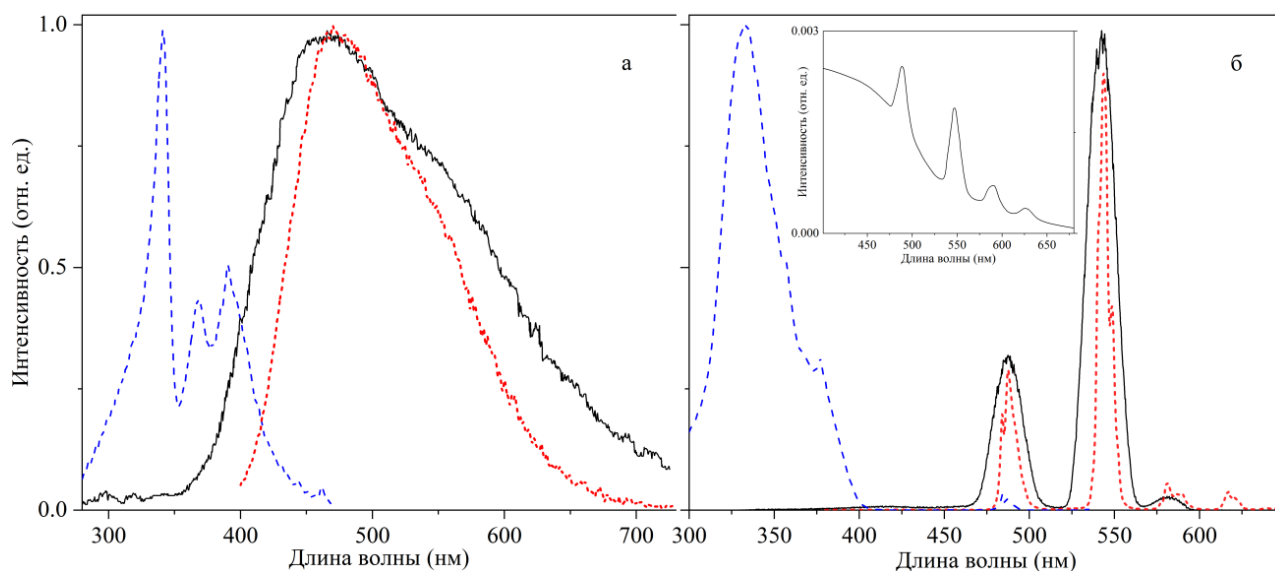 1.0
0.5
0.0
Интенсивность (отн. ед.)
300 400 500 600 700
Длина волны (нм)
а
300 350 400 450 500 550 600
Длина волны (нм)
б
0.003
0.000
Интенсивность (отн. ед.)
450 500 550 600 650
Длина волны (нм)